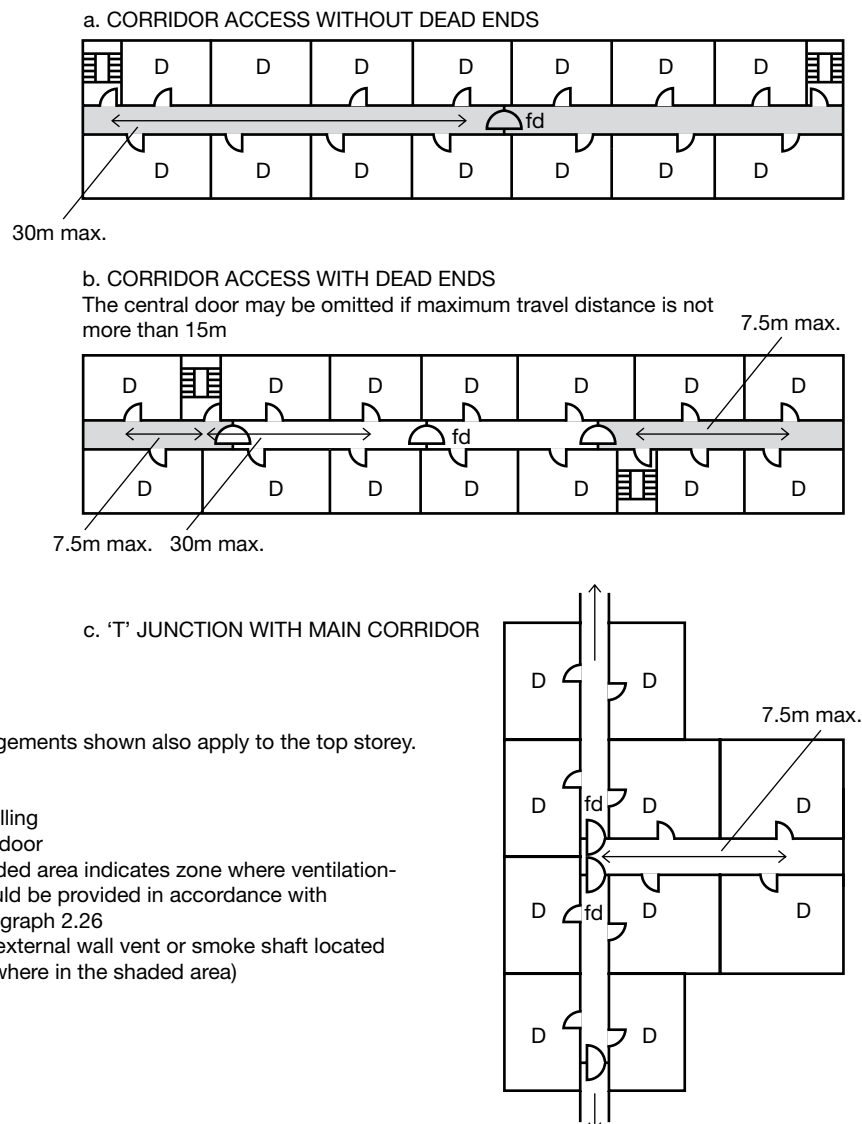 a. CORRIDOR ACCESS WITHOUT DEAD ENDS
D D D D D D D
fd
D D D D D D D
30m max.
b. CORRIDOR ACCESS WITH DEAD ENDS
The central door may be omitted if maximum travel distance is not
more than 15m
7.5m max.
D D D D D D D
fd
D D D D D D D
7.5m max. 30m max.
c. ‘T’ JUNCTION WITH MAIN CORRIDOR
D D
7.5m max.
gements shown also apply to the top storey.
D fd D D
lling
door
ded area indicates zone where ventilation-
uld be provided in accordance with
graph 2.26
external wall vent or smoke shaft located
where in the shaded area)
D fd D D
D D